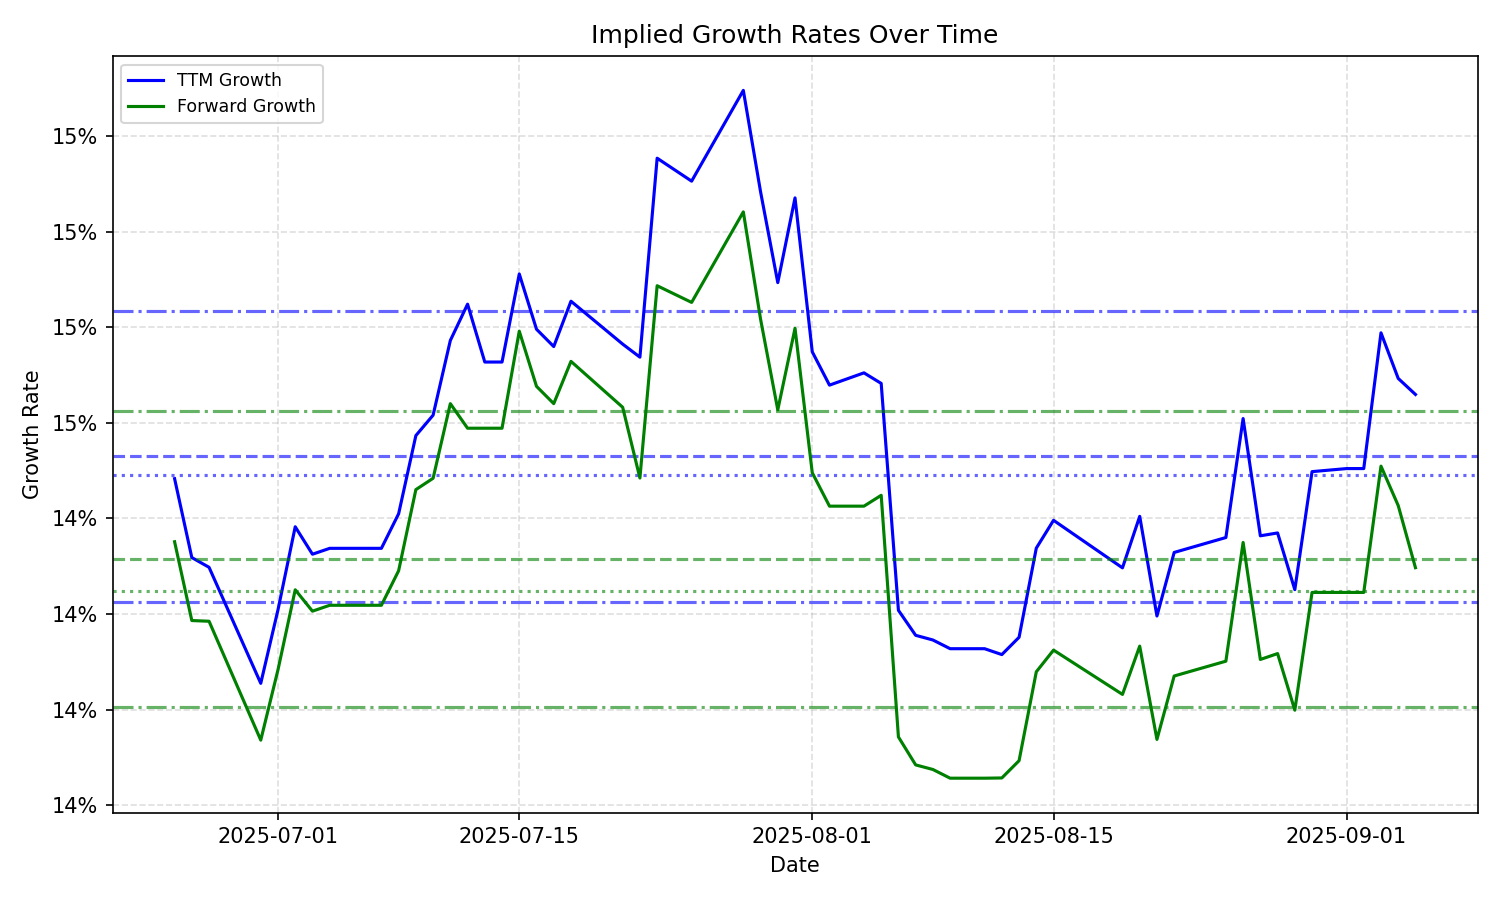 Implied Growth Rates Over Time
TTM Growth
Forward Growth
15%
15%
15%
15%
14%
14%
14%
14%
Growth Rate
2025-07-01
2025-07-15
2025-08-01
2025-08-15
2025-09-01
Date